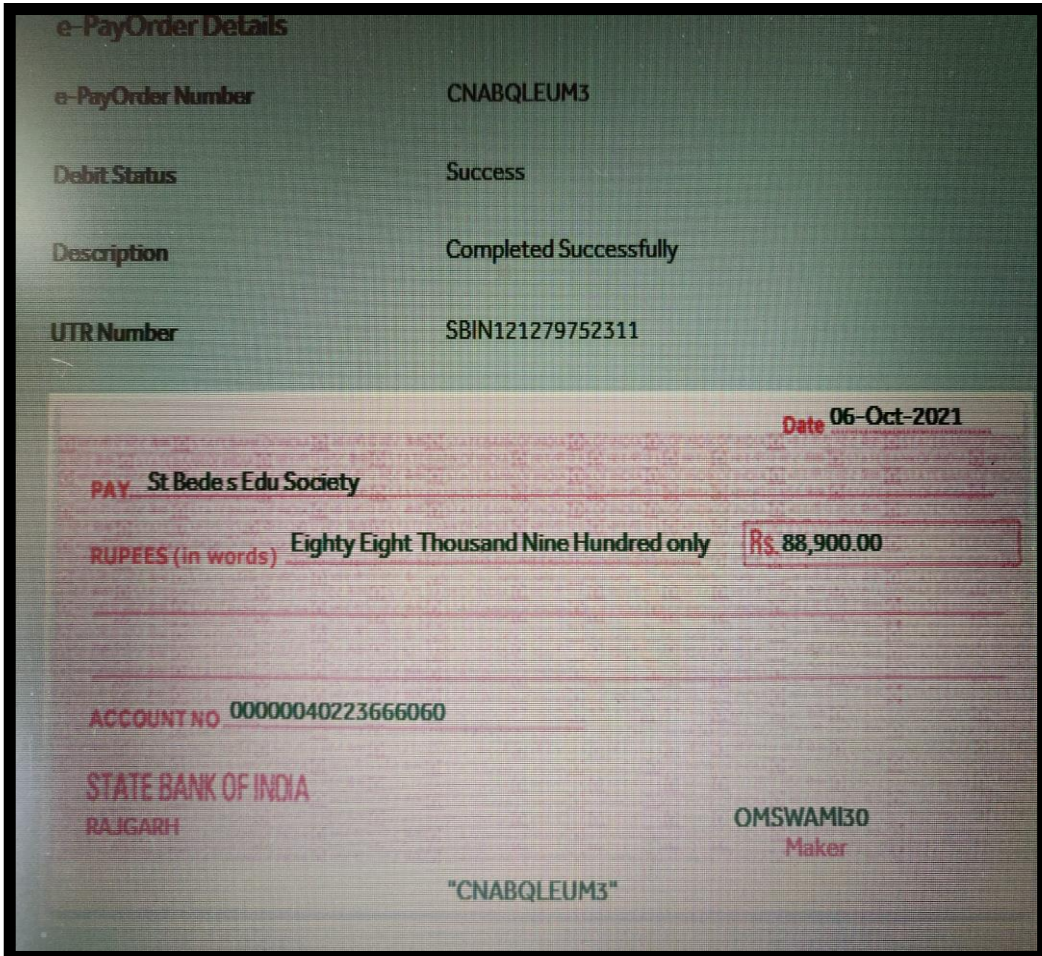 e-PayOrder Details
e-PayOrder Number CNABQLEUM3
Debit Status Success
Description Completed Successfully
UTR Number SBIN121279752311
Date 06-Oct-2021
PAY St Bede s Edu Society
RUPEES (in words) Eighty Eight Thousand Nine Hundred only Rs. 88,900.00
ACCOUNT NO 00000040223666060
STATE BANK OF INDIA
RAJGARH
OMSWAMI30
Maker
"CNABQLEUM3"